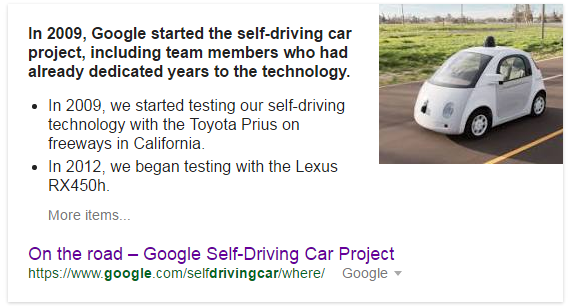 In 2009, Google started the self-driving car
project, including team members who had
already dedicated years to the technology.
• In 2009, we started testing our self-driving
technology with the Toyota Prius on
freeways in California.
• In 2012, we began testing with the Lexus
RX450h.
More items...
On the road – Google Self-Driving Car Project
https://www.google.com/selfdrivingcar/where/ Google